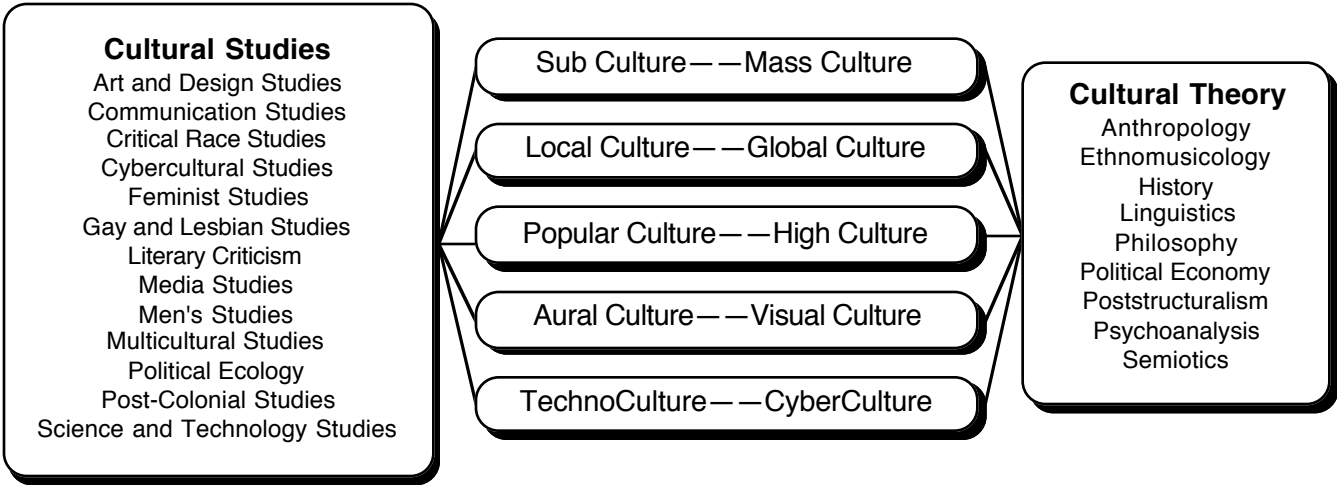 Cultural Studies
Art and Design Studies
Communication Studies
Critical Race Studies
Cybercultural Studies
Feminist Studies
Gay and Lesbian Studies
Literary Criticism
Media Studies
Men's Studies
Multicultural Studies
Political Ecology
Post-Colonial Studies
Science and Technology Studies
Sub Culture——Mass Culture
Local Culture——Global Culture
Popular Culture——High Culture
Aural Culture——Visual Culture
TechnoCulture——CyberCulture
Cultural Theory
Anthropology
Ethnomusicology
History
Linguistics
Philosophy
Political Economy
Poststructuralism
Psychoanalysis
Semiotics